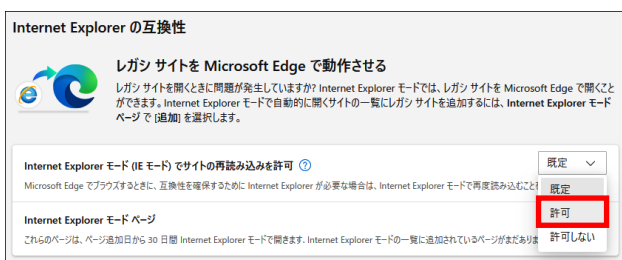 Internet Explorer の互換性
レガシ サイトを Microsoft Edge で動作させる
レガシ サイトを開くときに問題が発生していますか? Internet Explorer モードでは、レガシ サイトを Microsoft Edge で開くこと
ができます。Internet Explorer モードで自動的に開くサイトの一覧にレガシ サイトを追加するには、Internet Explorer モード
ページ で [追加] を選択します。
Internet Explorer モード (IE モード) でサイトの再読み込みを許可 ?
既定
Microsoft Edge でブラウズするときに、互換性を確保するために Internet Explorer が必要な場合は、Internet Explorer モードで再度読み込むこと
既定
許可
許可しない
Internet Explorer モード ページ
これらのページは、ページ追加日から 30 日間 Internet Explorer モードで開きます. Internet Explorer モードの一覧に追加されているページがまだあり